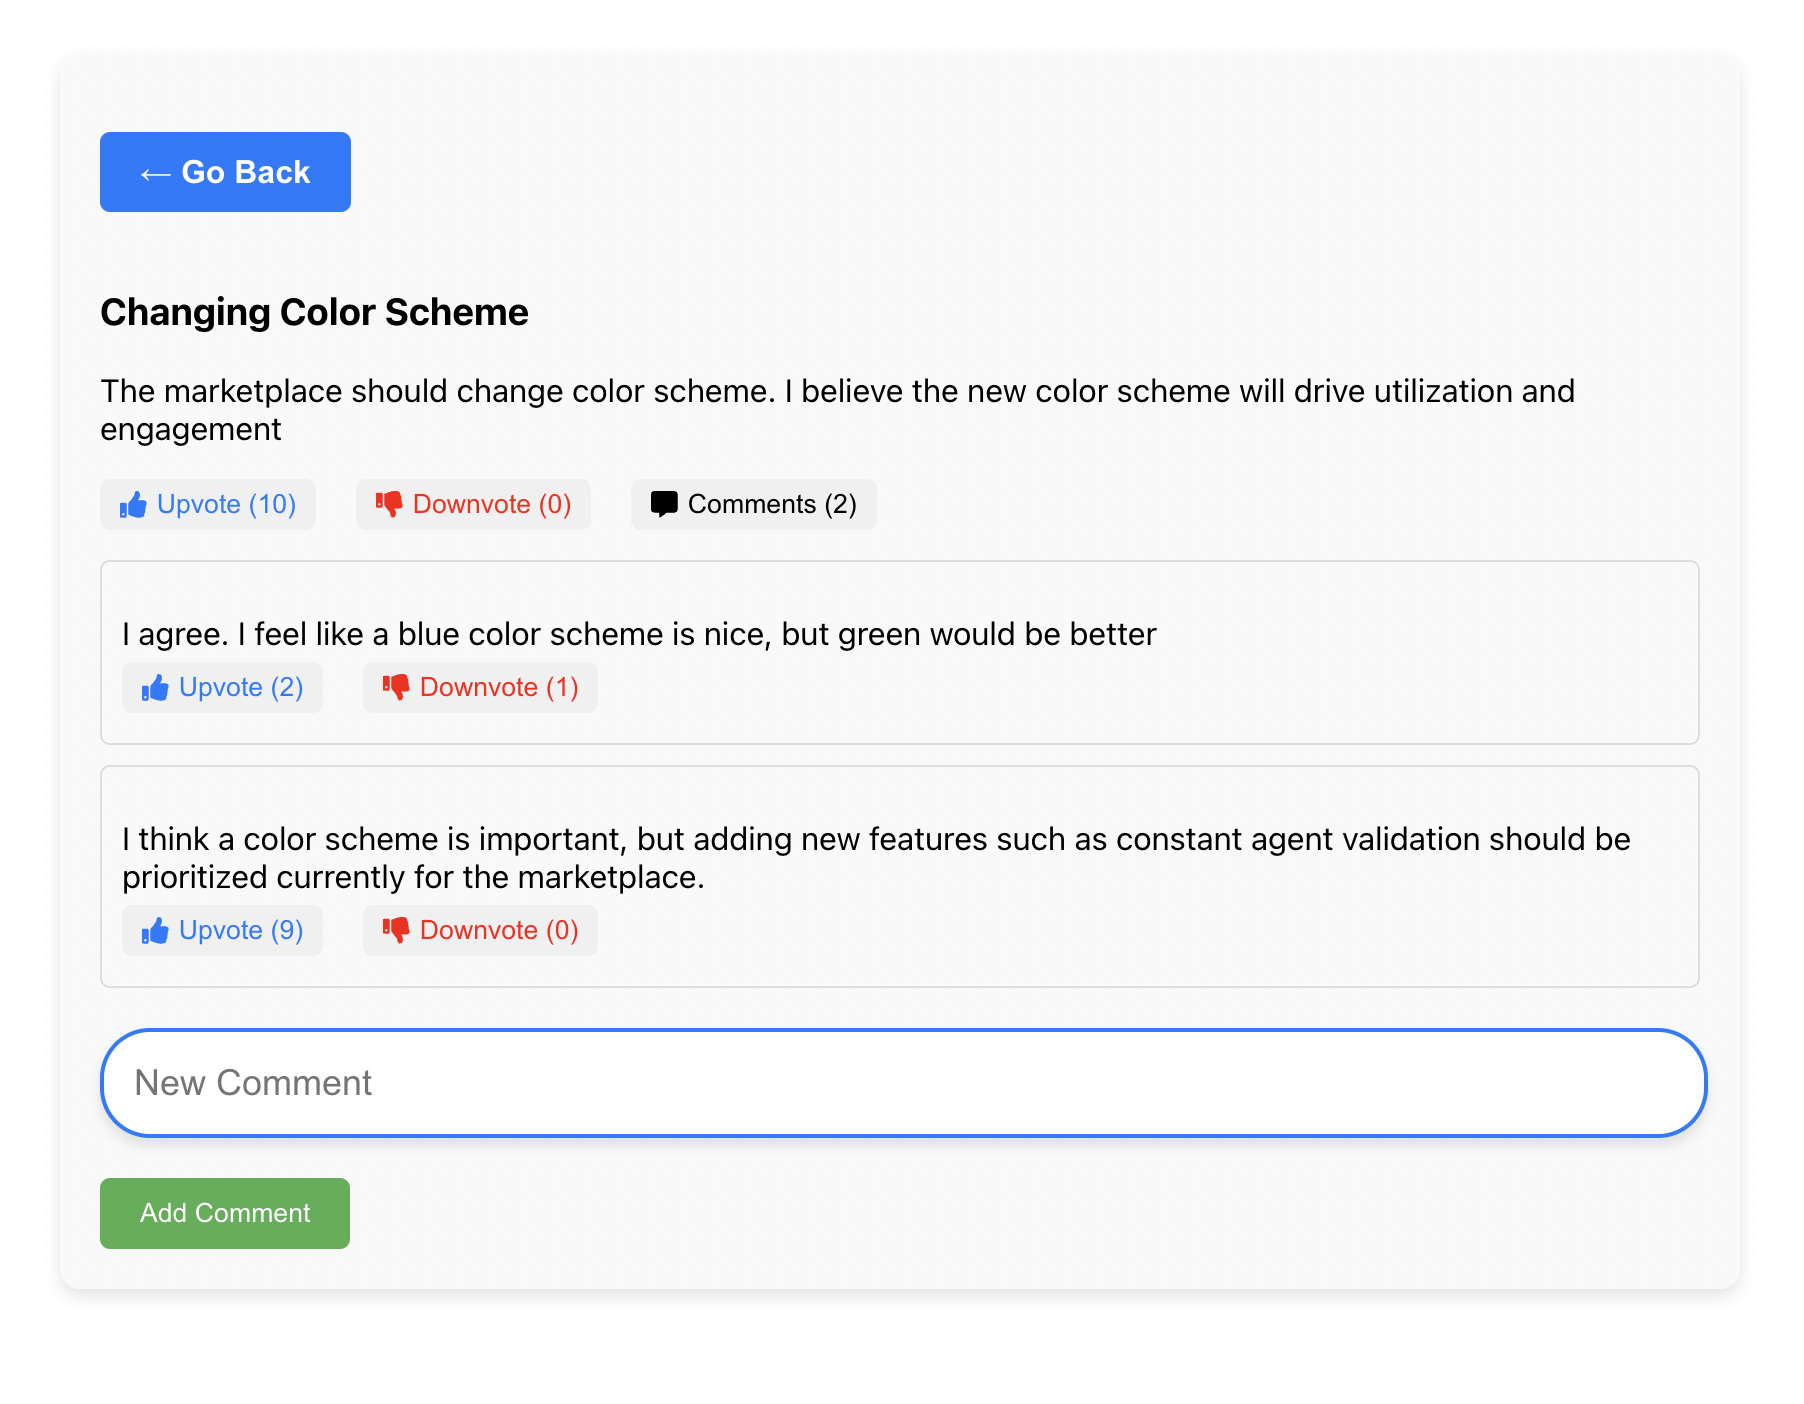 ← Go Back
Changing Color Scheme
The marketplace should change color scheme. I believe the new color scheme will drive utilization and
engagement
Upvote (10) Downvote (0) Comments (2)
I agree. I feel like a blue color scheme is nice, but green would be better
Upvote (2) Downvote (1)
I think a color scheme is important, but adding new features such as constant agent validation should be
prioritized currently for the marketplace.
Upvote (9) Downvote (0)
New Comment
Add Comment